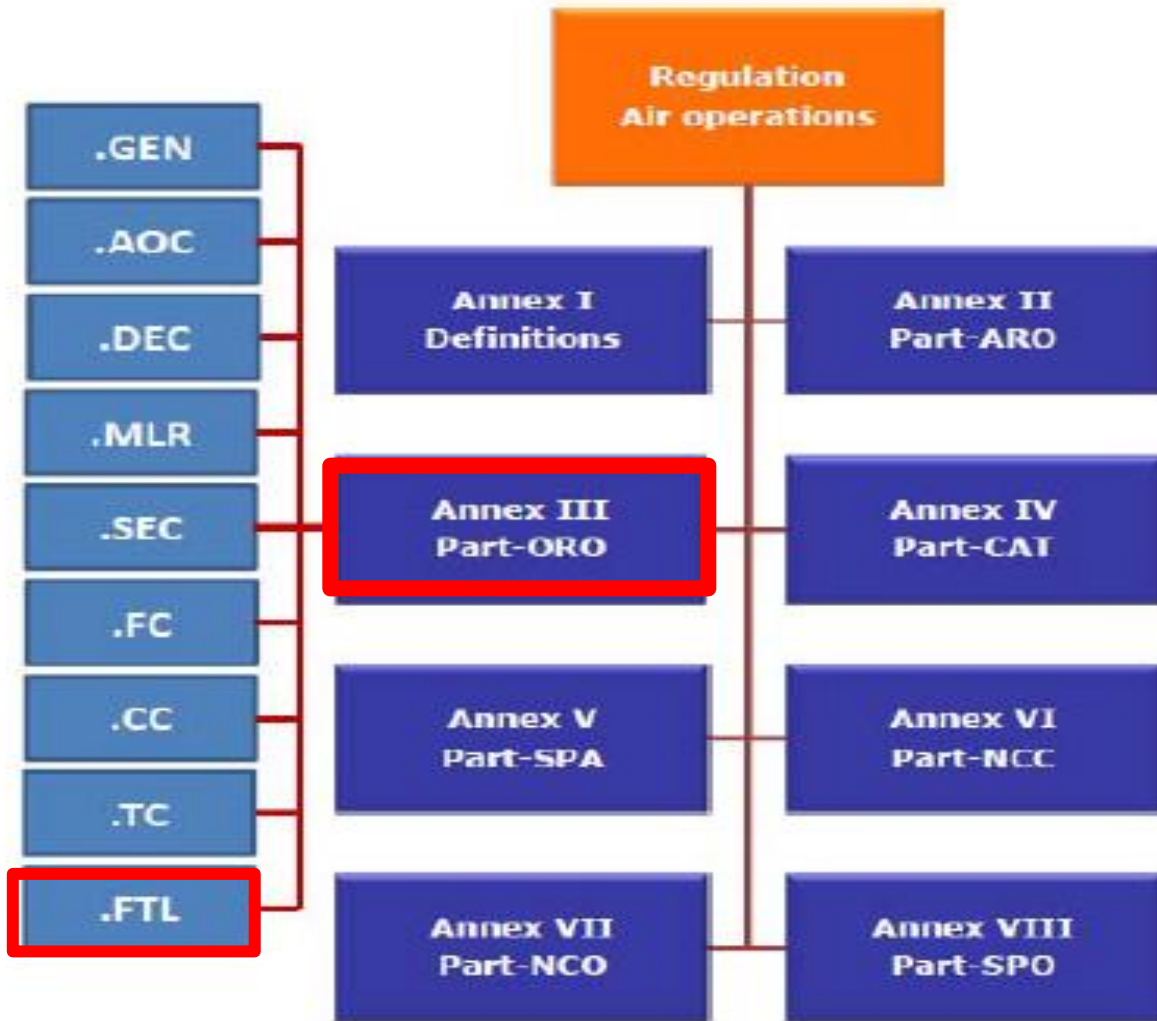 Regulation
Air operations
.GEN
.AOC
.DEC
.MLR
.SEC
.FC
.CC
.TC
.FTL
Annex I
Definitions
Annex II
Part-ARO
Annex III
Part-ORO
Annex IV
Part-CAT
Annex V
Part-SPA
Annex VI
Part-NCC
Annex VII
Part-NCO
Annex VIII
Part-SPO